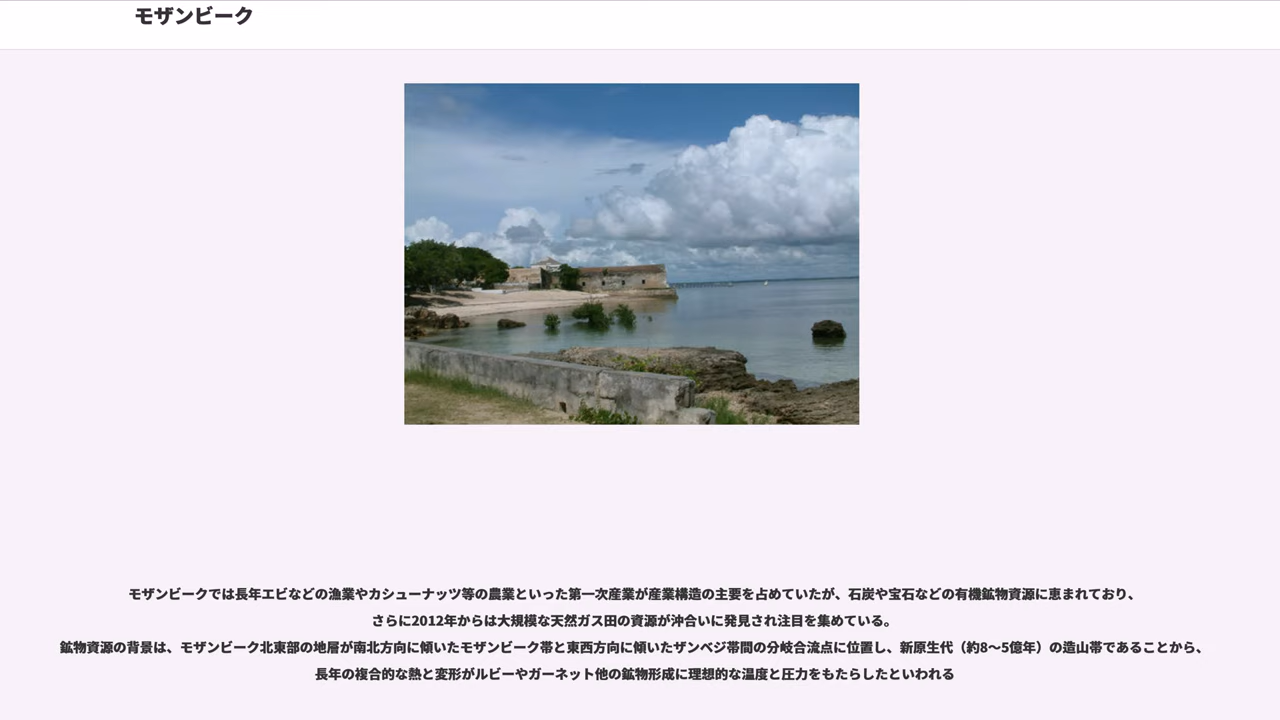 モザンビーク
モザンビークでは長年エビなどの漁業やカシューナッツ等の農業といった第一次産業が産業構造の主要を占めていたが、石炭や宝石などの有機鉱物資源に恵まれており、
さらに2012年からは大規模な天然ガス田の資源が沖合いに発見され注目を集めている。
鉱物資源の背景は、モザンビーク北東部の地層が南北方向に傾いたモザンビーク帯と東西方向に傾いたザンベジ帯間の分岐合流点に位置し、新原生代（約8〜5億年）の造山帯であることから、
長年の複合的な熱と変形がルビーやガーネット他の鉱物形成に理想的な温度と圧力をもたらしたといわれる